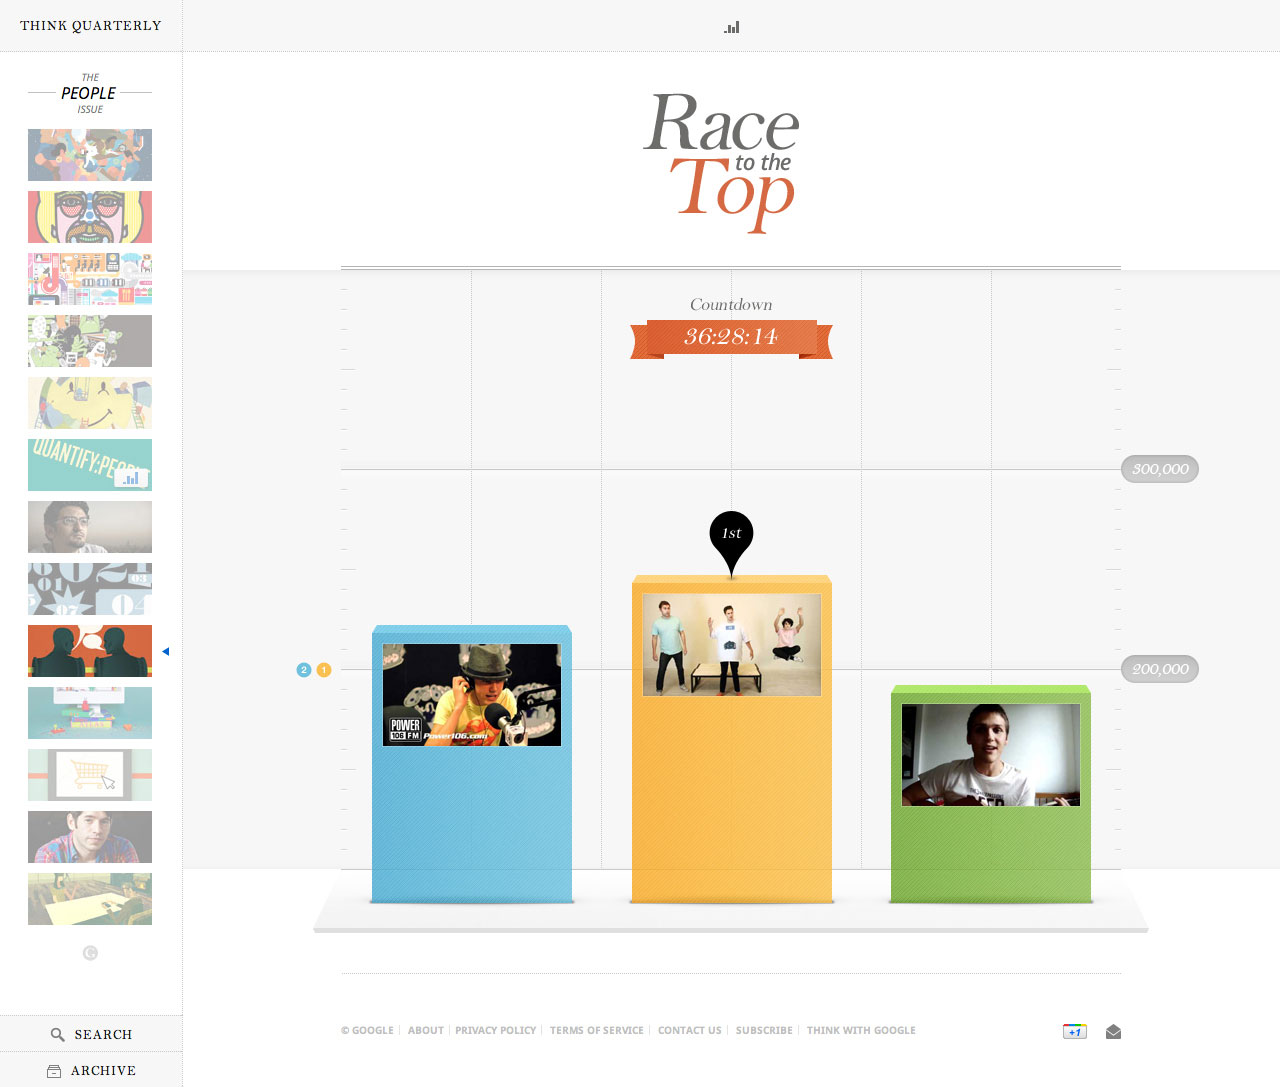 THINK QUARTERLY
THE
PEOPLE
ISSUE
QUANTIFY:PEOPL
SEARCH
ARCHIVE
Race
to the
Top
Countdown
36:28:14
300,000
1st
2 1
200,000
POWER
106 FM
Power106.com
© GOOGLE
ABOUT
PRIVACY POLICY
TERMS OF SERVICE
CONTACT US
SUBSCRIBE
THINK WITH GOOGLE
+1